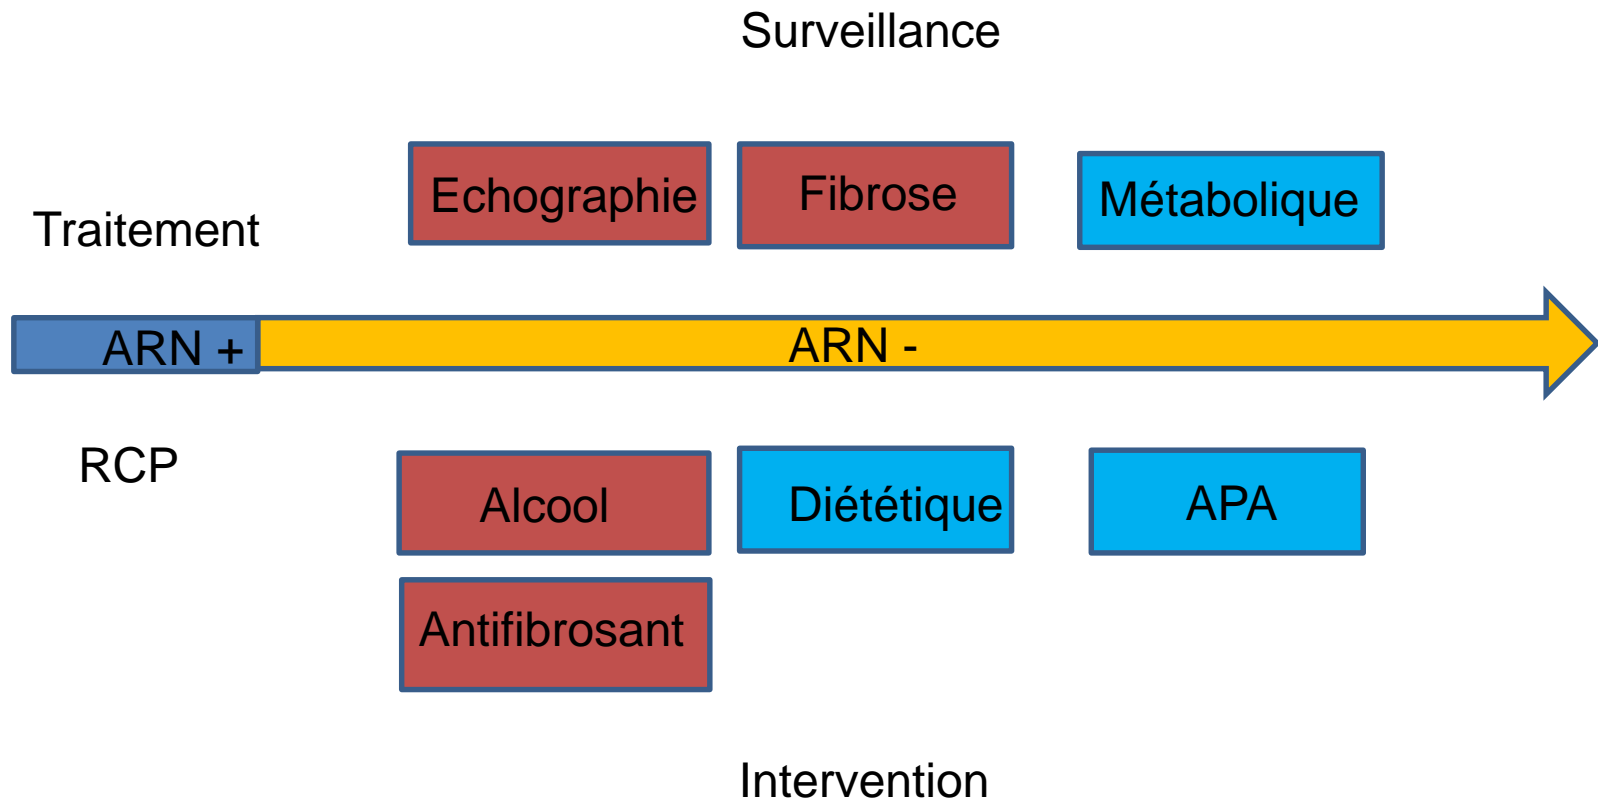 Surveillance
Echographie
Fibrose
Métabolique
Traitement
ARN +
ARN -
RCP
Alcool
Diététique
APA
Antifibrosant
Intervention